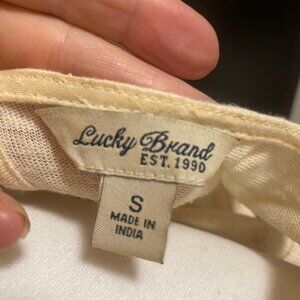 Lucky Brand
EST. 1990
S
MADE IN
INDIA